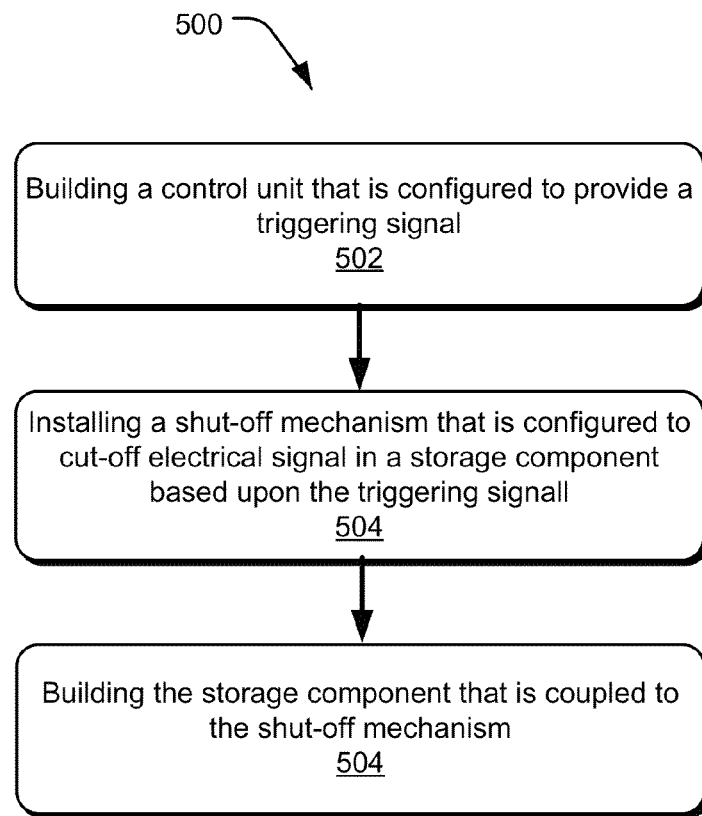 500
Building a control unit that is configured to provide a
triggering signal
502
Installing a shut-off mechanism that is configured to
cut-off electrical signal in a storage component
based upon the triggering signall
504
Building the storage component that is coupled to
the shut-off mechanism
504